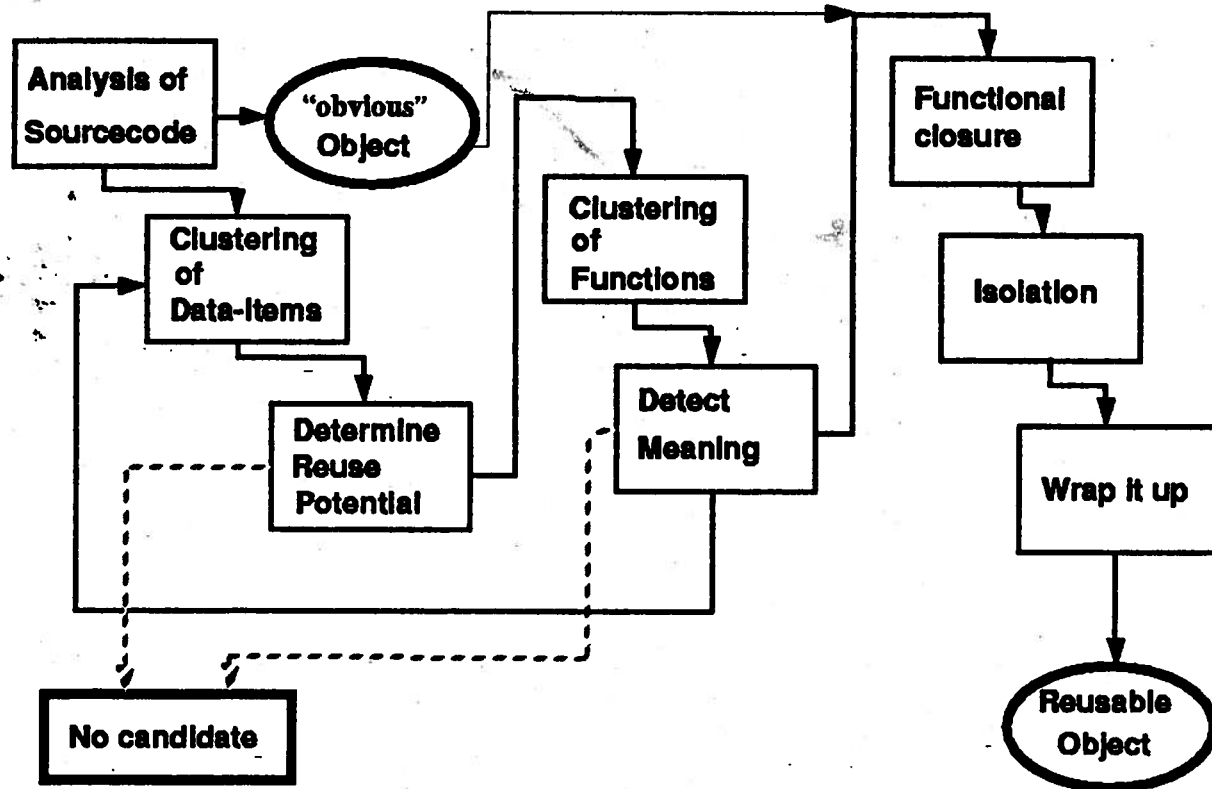 Analysis of
Sourcecode
“obvious”
Object
Functional
closure
Clustering
of
Data-Items
Clustering
of
Functions
Isolation
Determine
Reuse
Potential
Detect
Meaning
Wrap it up
No candidate
Reusable
Object